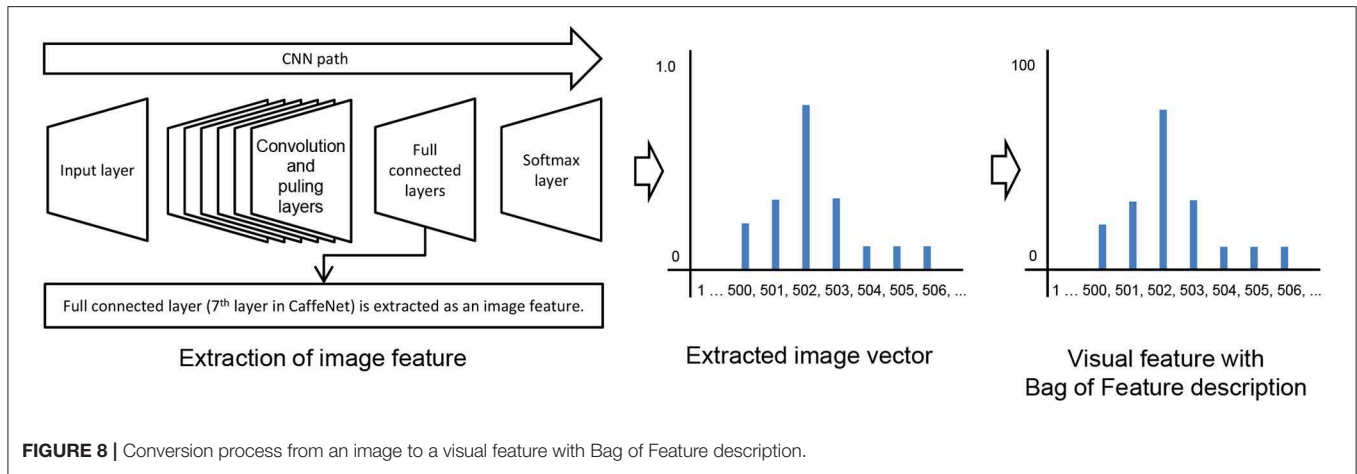 CNN path
Input layer
Convolution
and
puling
layers
Full
connected
layers
Softmax
layer
Full connected layer (7th layer in CaffeNet) is extracted as an image feature.
Extraction of image feature
1.0
0
1 ... 500, 501, 502, 503, 504, 505, 506, ...
Extracted image vector
100
0
1 ... 500, 501, 502, 503, 504, 505, 506, ...
Visual feature with
Bag of Feature description
FIGURE 8 | Conversion process from an image to a visual feature with Bag of Feature description.